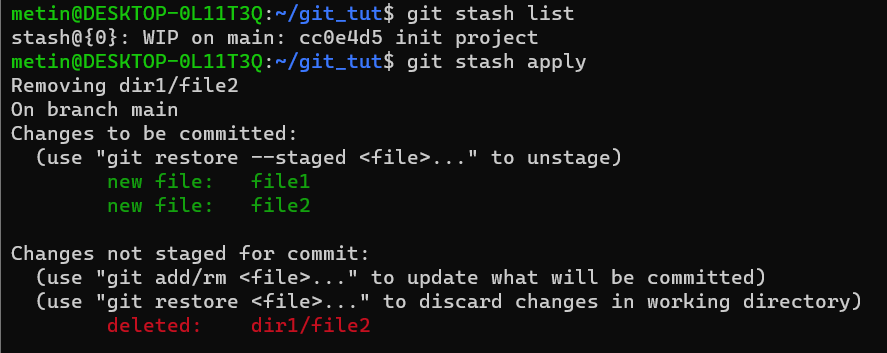 metin@DESKTOP-0L11T3Q:~/git_tut$ git stash list
stash@{0}: WIP on main: cc0e4d5 init project
metin@DESKTOP-0L11T3Q:~/git_tut$ git stash apply
Removing dir1/file2
On branch main
Changes to be committed:
  (use "git restore --staged <file>..." to unstage)
        new file:   file1
        new file:   file2

Changes not staged for commit:
  (use "git add/rm <file>..." to update what will be committed)
  (use "git restore <file>..." to discard changes in working directory)
        deleted:    dir1/file2